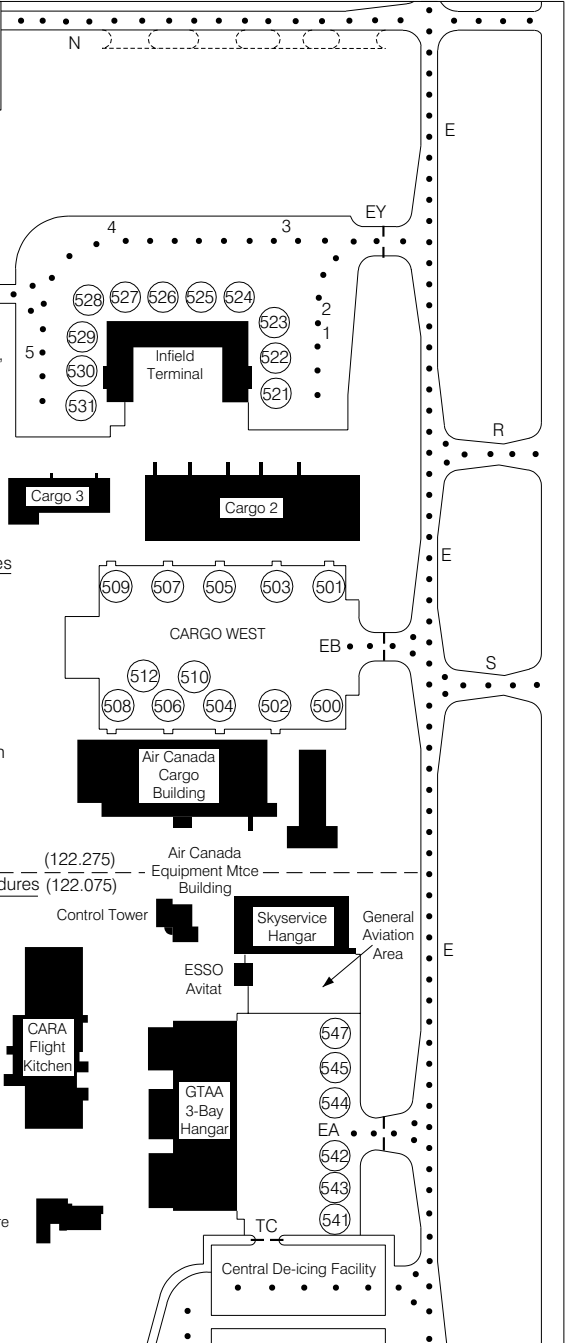 N
E
EY
4
3
528
527
526
525
524
523
2
1
529
5
Infield
Terminal
522
530
521
531
R
Cargo 3
Cargo 2
es
E
509
507
505
503
501
CARGO WEST
EB
S
512
510
508
506
504
502
500
n
Air Canada
Cargo
Building
(122.275)
Air Canada
Equipment Mtce
Building
dures (122.075)
Control Tower
Skyservice
Hangar
General
Aviation
Area
E
ESSO
Avitat
CARA
Flight
Kitchen
547
545
GTAA
3-Bay
Hangar
544
EA
542
543
541
re
TC
Central De-icing Facility